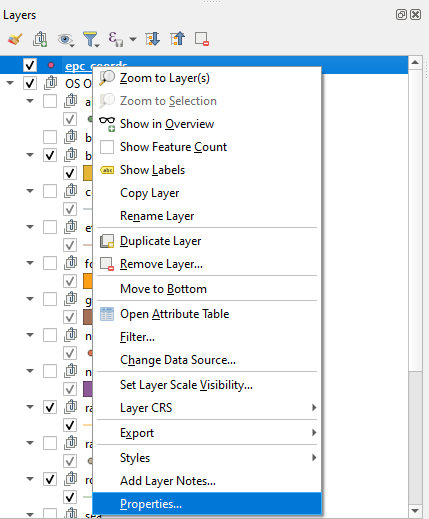 Layers
epc_coords
Zoom to Layer(s)
OS O
Zoom to Selection
a
Show in Overview
b
Show Feature Count
b
abc Show Labels
c
Copy Layer
Rename Layer
e
Duplicate Layer
fo
Remove Layer...
g
Move to Bottom
Open Attribute Table
n
Filter...
Change Data Source...
n
Set Layer Scale Visibility...
ra
Layer CRS
Export
ra
Styles
ro
Add Layer Notes...
Properties...
sea